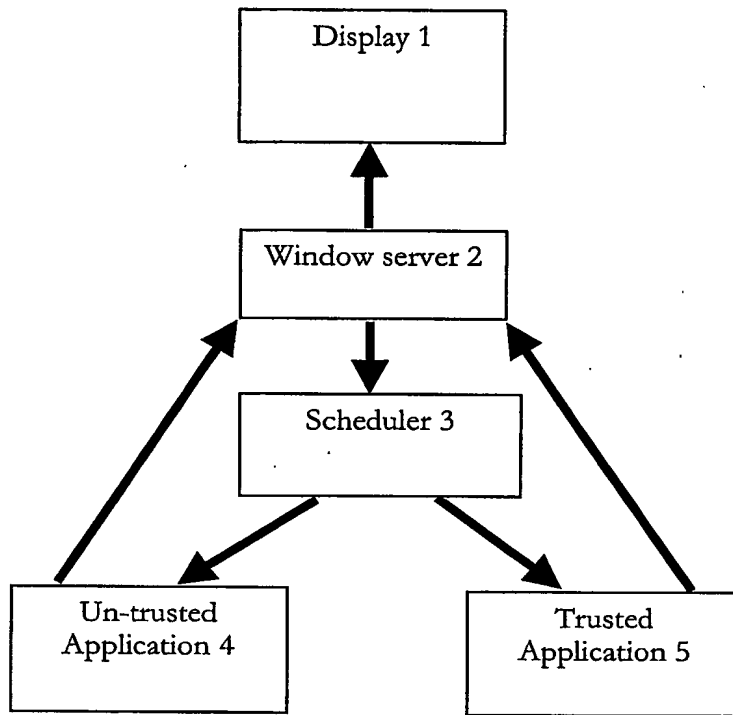 Display 1
Window server 2
Scheduler 3
Un-trusted
Application 4
Trusted
Application 5